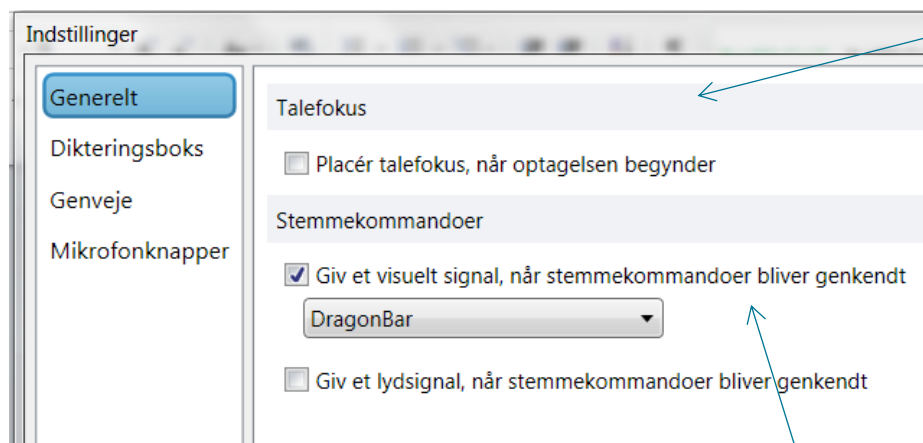 Indstillinger
Generelt
Dikteringsboks
Genveje
Mikrofonknapper
Talefokus
Placér talefokus, når optagelsen begynder
Stemmekommandoer
Giv et visuelt signal, når stemmekommandoer bliver genkendt
DragonBar
Giv et lydsignal, når stemmekommandoer bliver genkendt